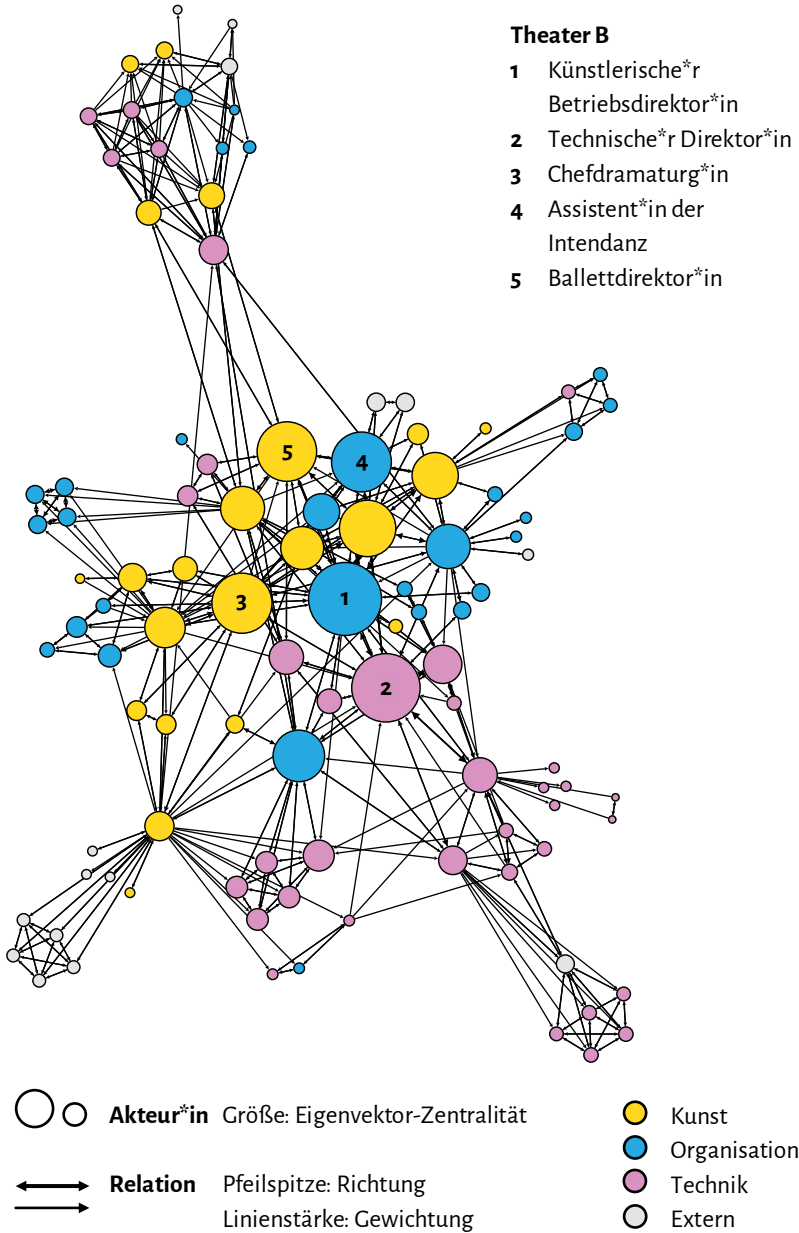 Theater B
1 Künstlerische*r
Betriebsdirektor*in
2 Technische*r Direktor*in
3 Chefdramaturg*in
4 Assistent*in der
Intendanz
5 Ballettdirektor*in
5
4
3
1
2
Akteur*in Größe: Eigenvektor-Zentralität
Relation Pfeilspitze: Richtung
Linienstärke: Gewichtung
Kunst
Organisation
Technik
Extern